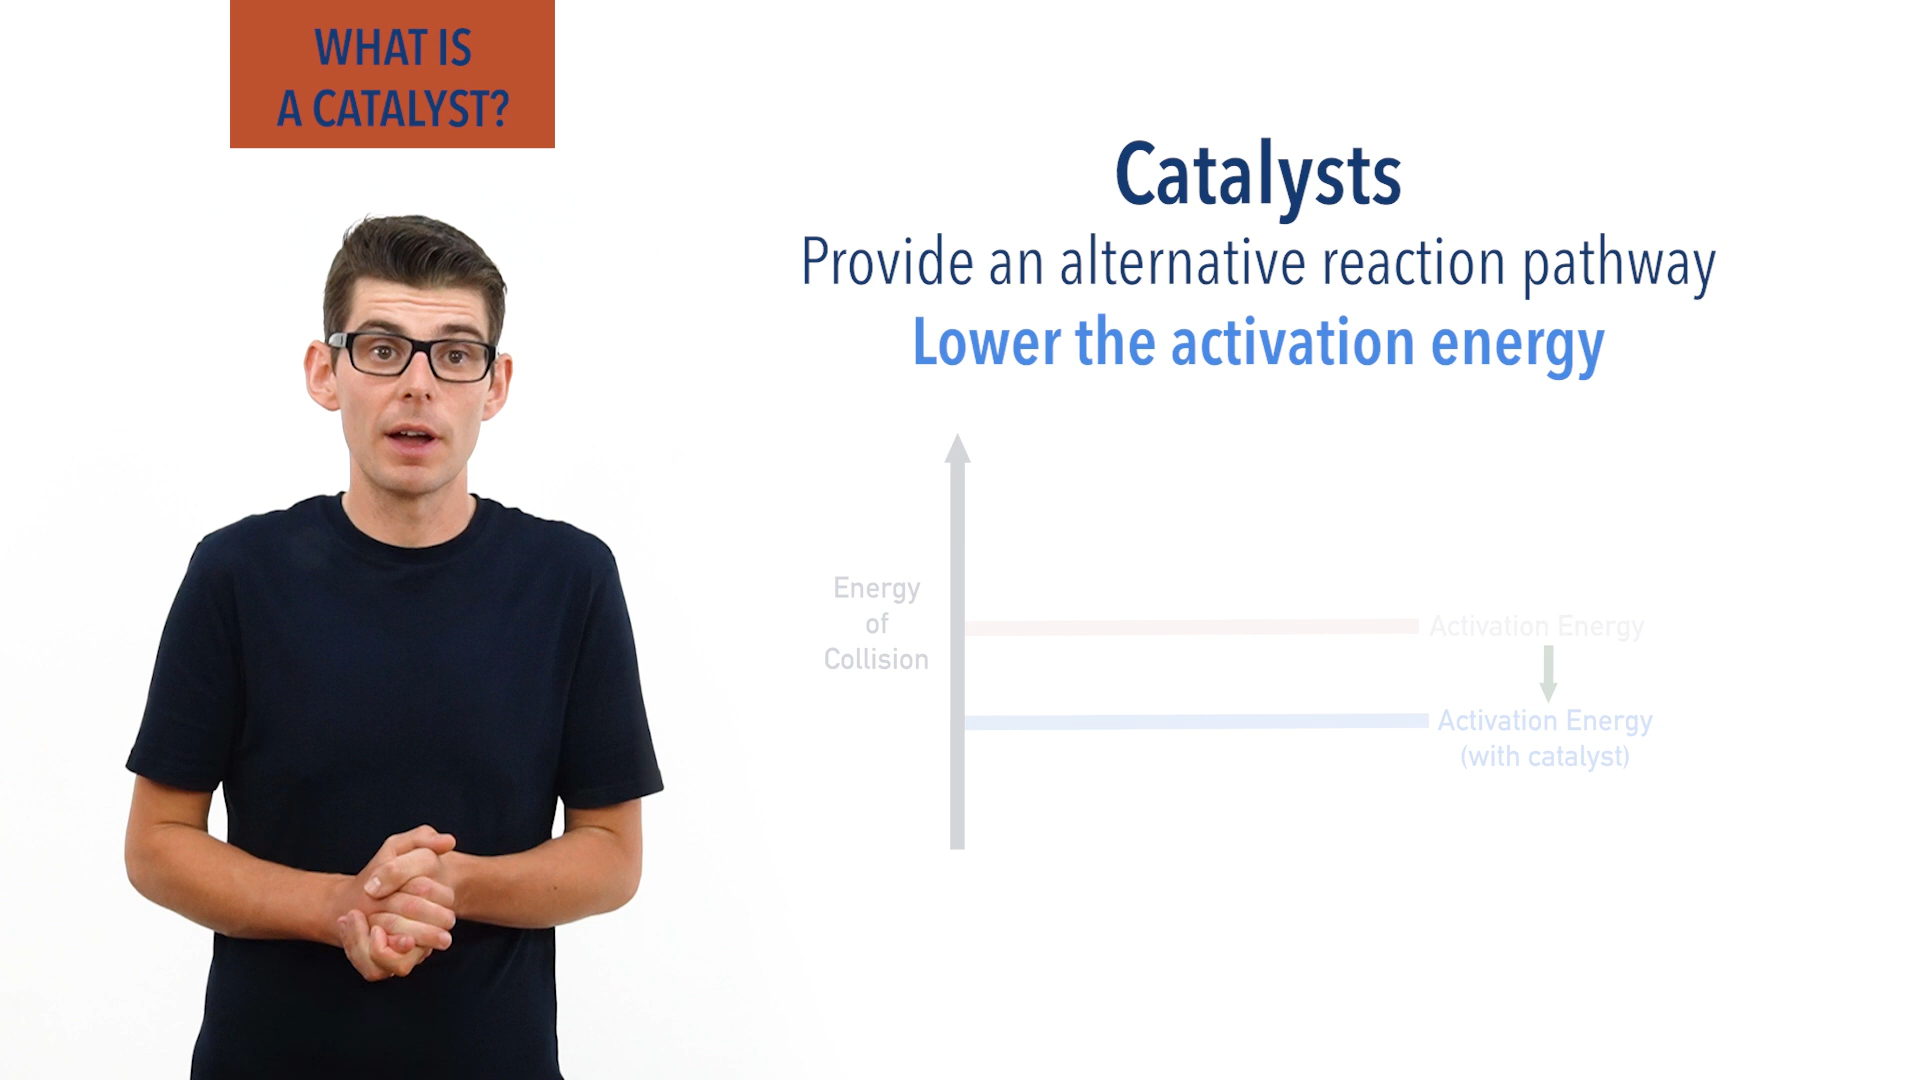 WHAT IS
A CATALYST?
Catalysts
Provide an alternative reaction pathway
Lower the activation energy
Energy
of
Collision
Activation Energy
Activation Energy
(with catalyst)